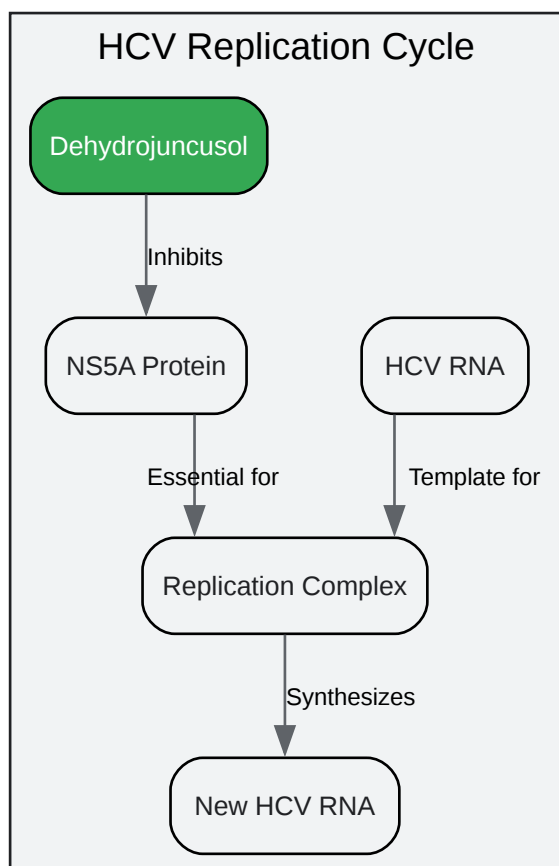 HCV Replication Cycle
Dehydrojuncusol
Inhibits
NS5A Protein
HCV RNA
Essential for
Template for
Replication Complex
Synthesizes
New HCV RNA